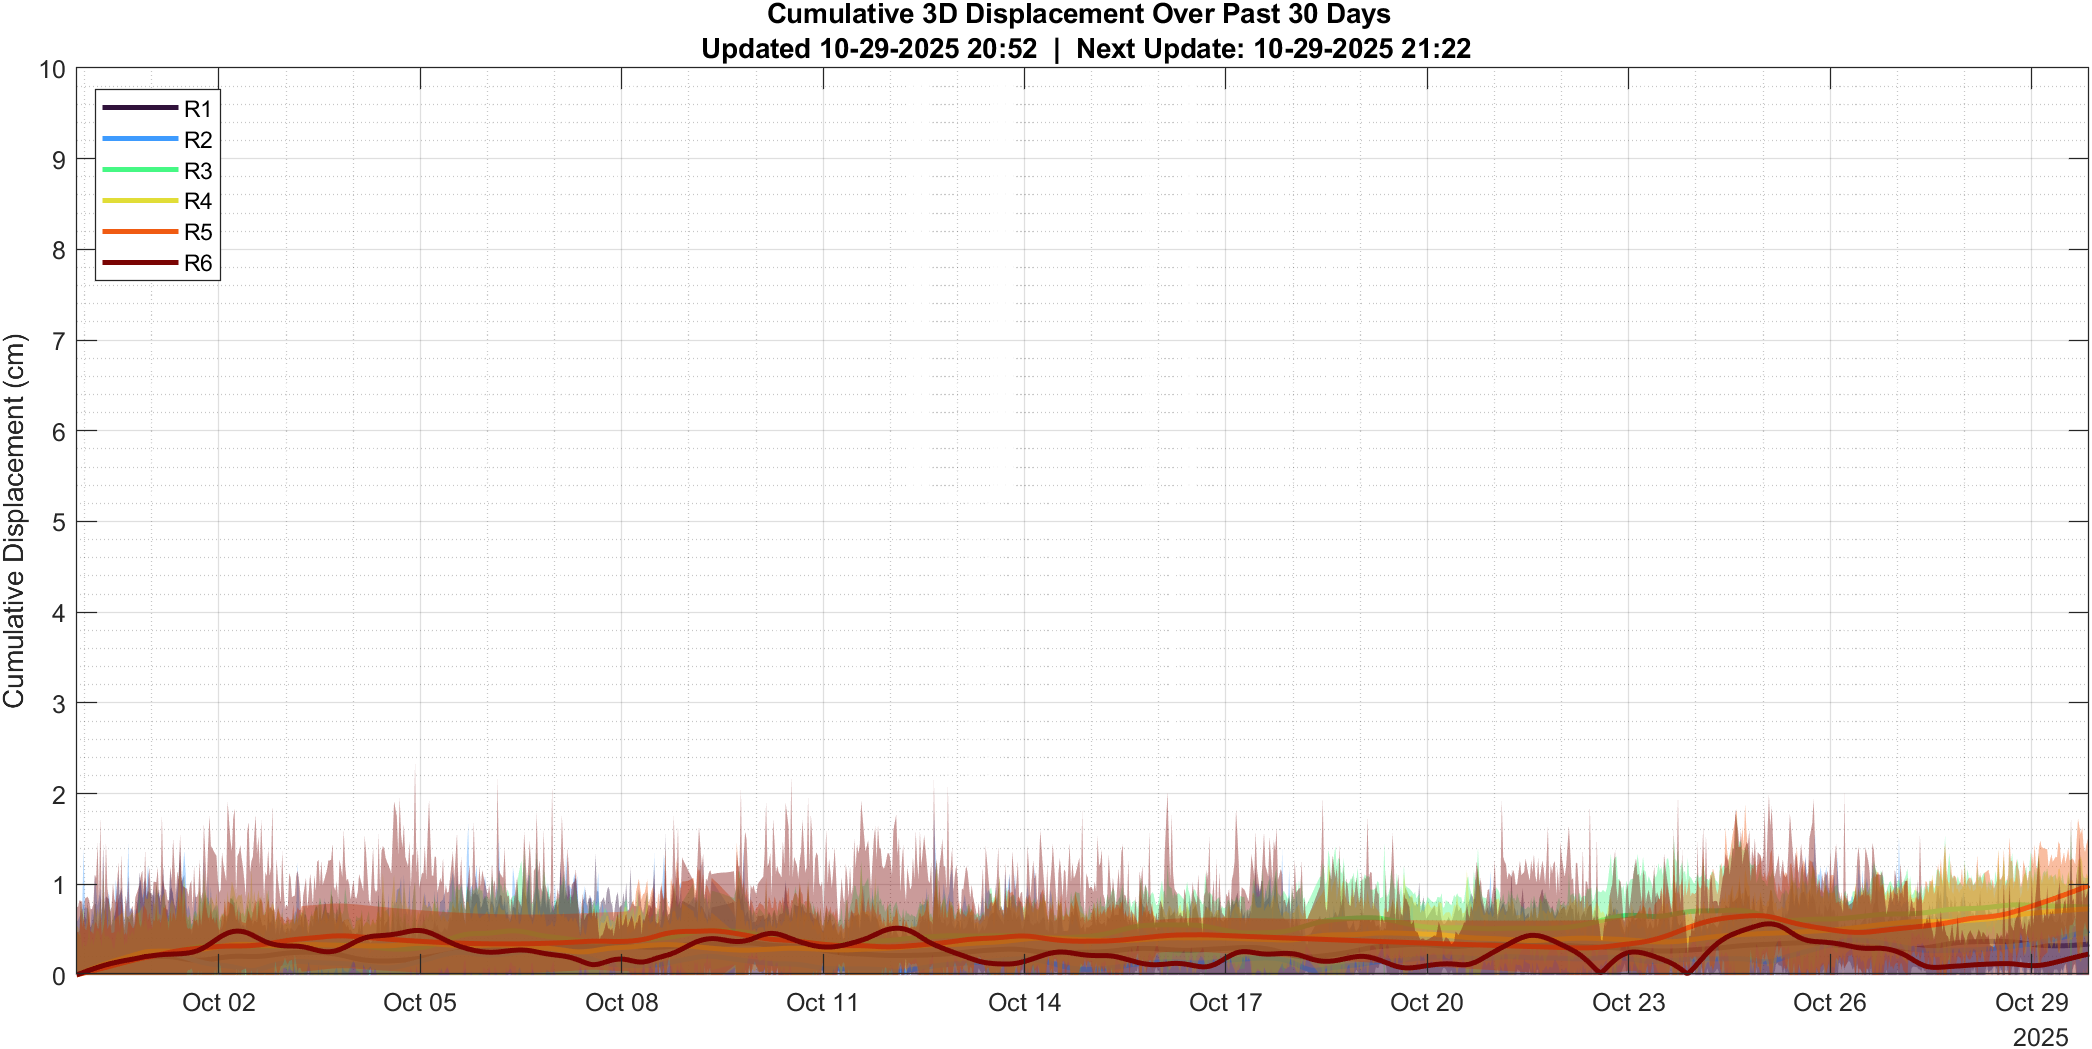 Cumulative 3D Displacement Over Past 30 Days
Updated 10-29-2025 20:52 | Next Update: 10-29-2025 21:22
Cumulative Displacement (cm)
10
9
8
7
6
5
4
3
2
1
0
R1
R2
R3
R4
R5
R6
Oct 02 Oct 05 Oct 08 Oct 11 Oct 14 Oct 17 Oct 20 Oct 23 Oct 26 Oct 29
2025